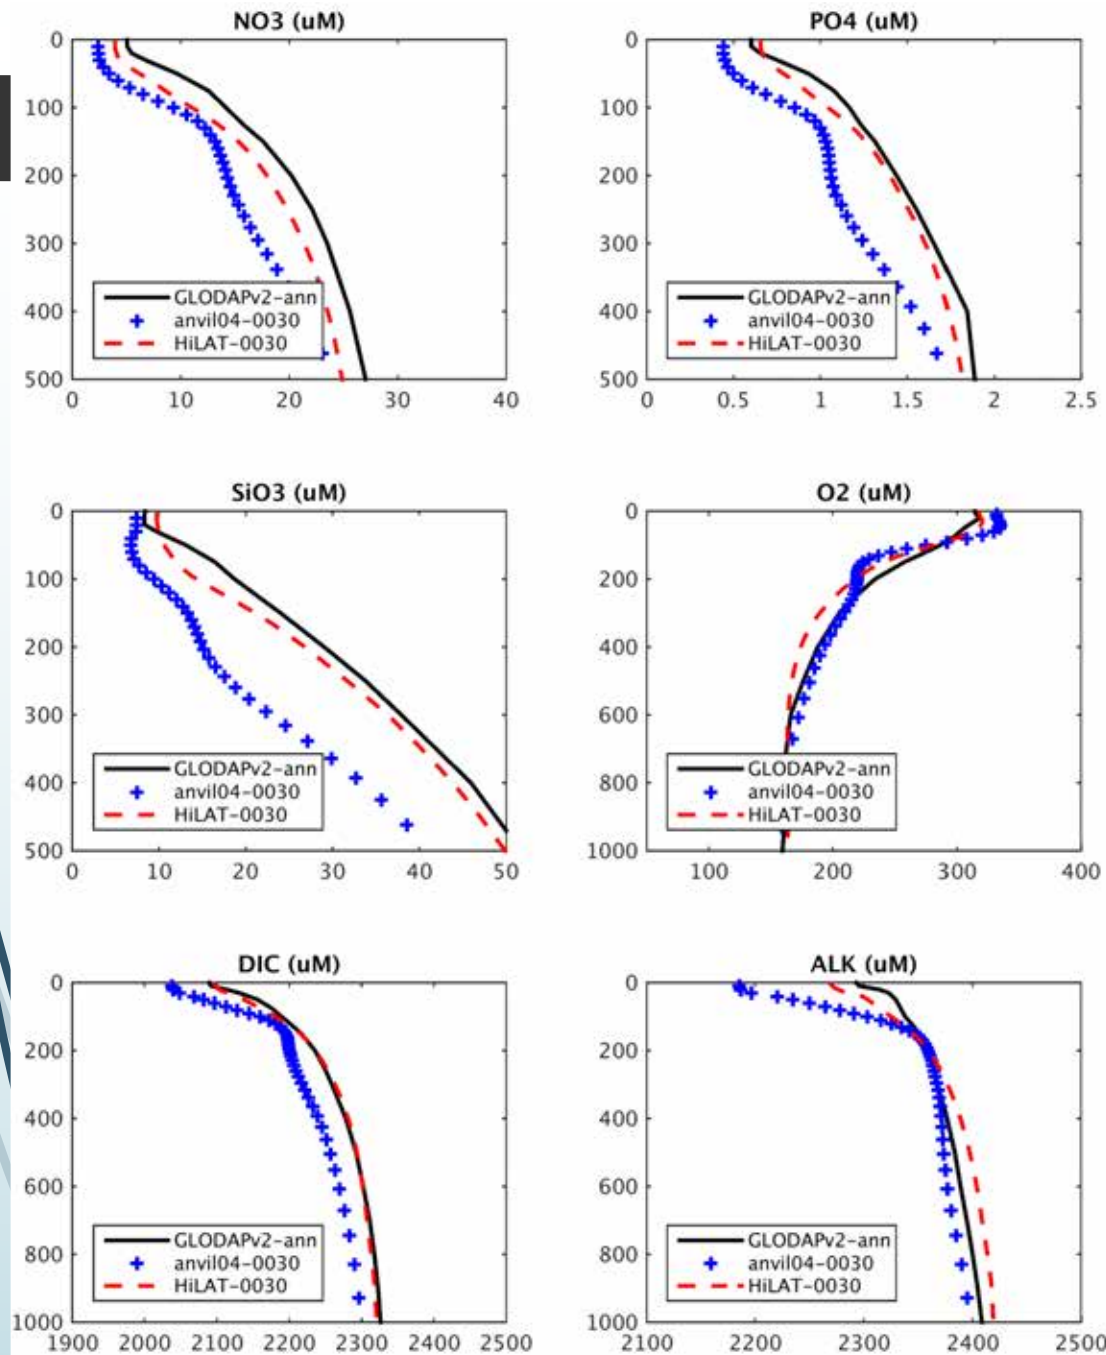 NO3 (uM)
0
100
200
300
400
500
GLODAPv2-ann
anvil04-0030
HiLAT-0030
0 10 20 30 40
PO4 (uM)
0
100
200
300
400
500
GLODAPv2-ann
anvil04-0030
HiLAT-0030
0 0.5 1 1.5 2 2.5
SiO3 (uM)
0
100
200
300
400
500
GLODAPv2-ann
anvil04-0030
HiLAT-0030
0 10 20 30 40 50
O2 (uM)
0
200
400
600
800
1000
GLODAPv2-ann
anvil04-0030
HiLAT-0030
100 200 300 400
DIC (uM)
0
200
400
600
800
1000
GLODAPv2-ann
anvil04-0030
HiLAT-0030
1900 2000 2100 2200 2300 2400 2500
ALK (uM)
0
200
400
600
800
1000
GLODAPv2-ann
anvil04-0030
HiLAT-0030
2100 2200 2300 2400 2500